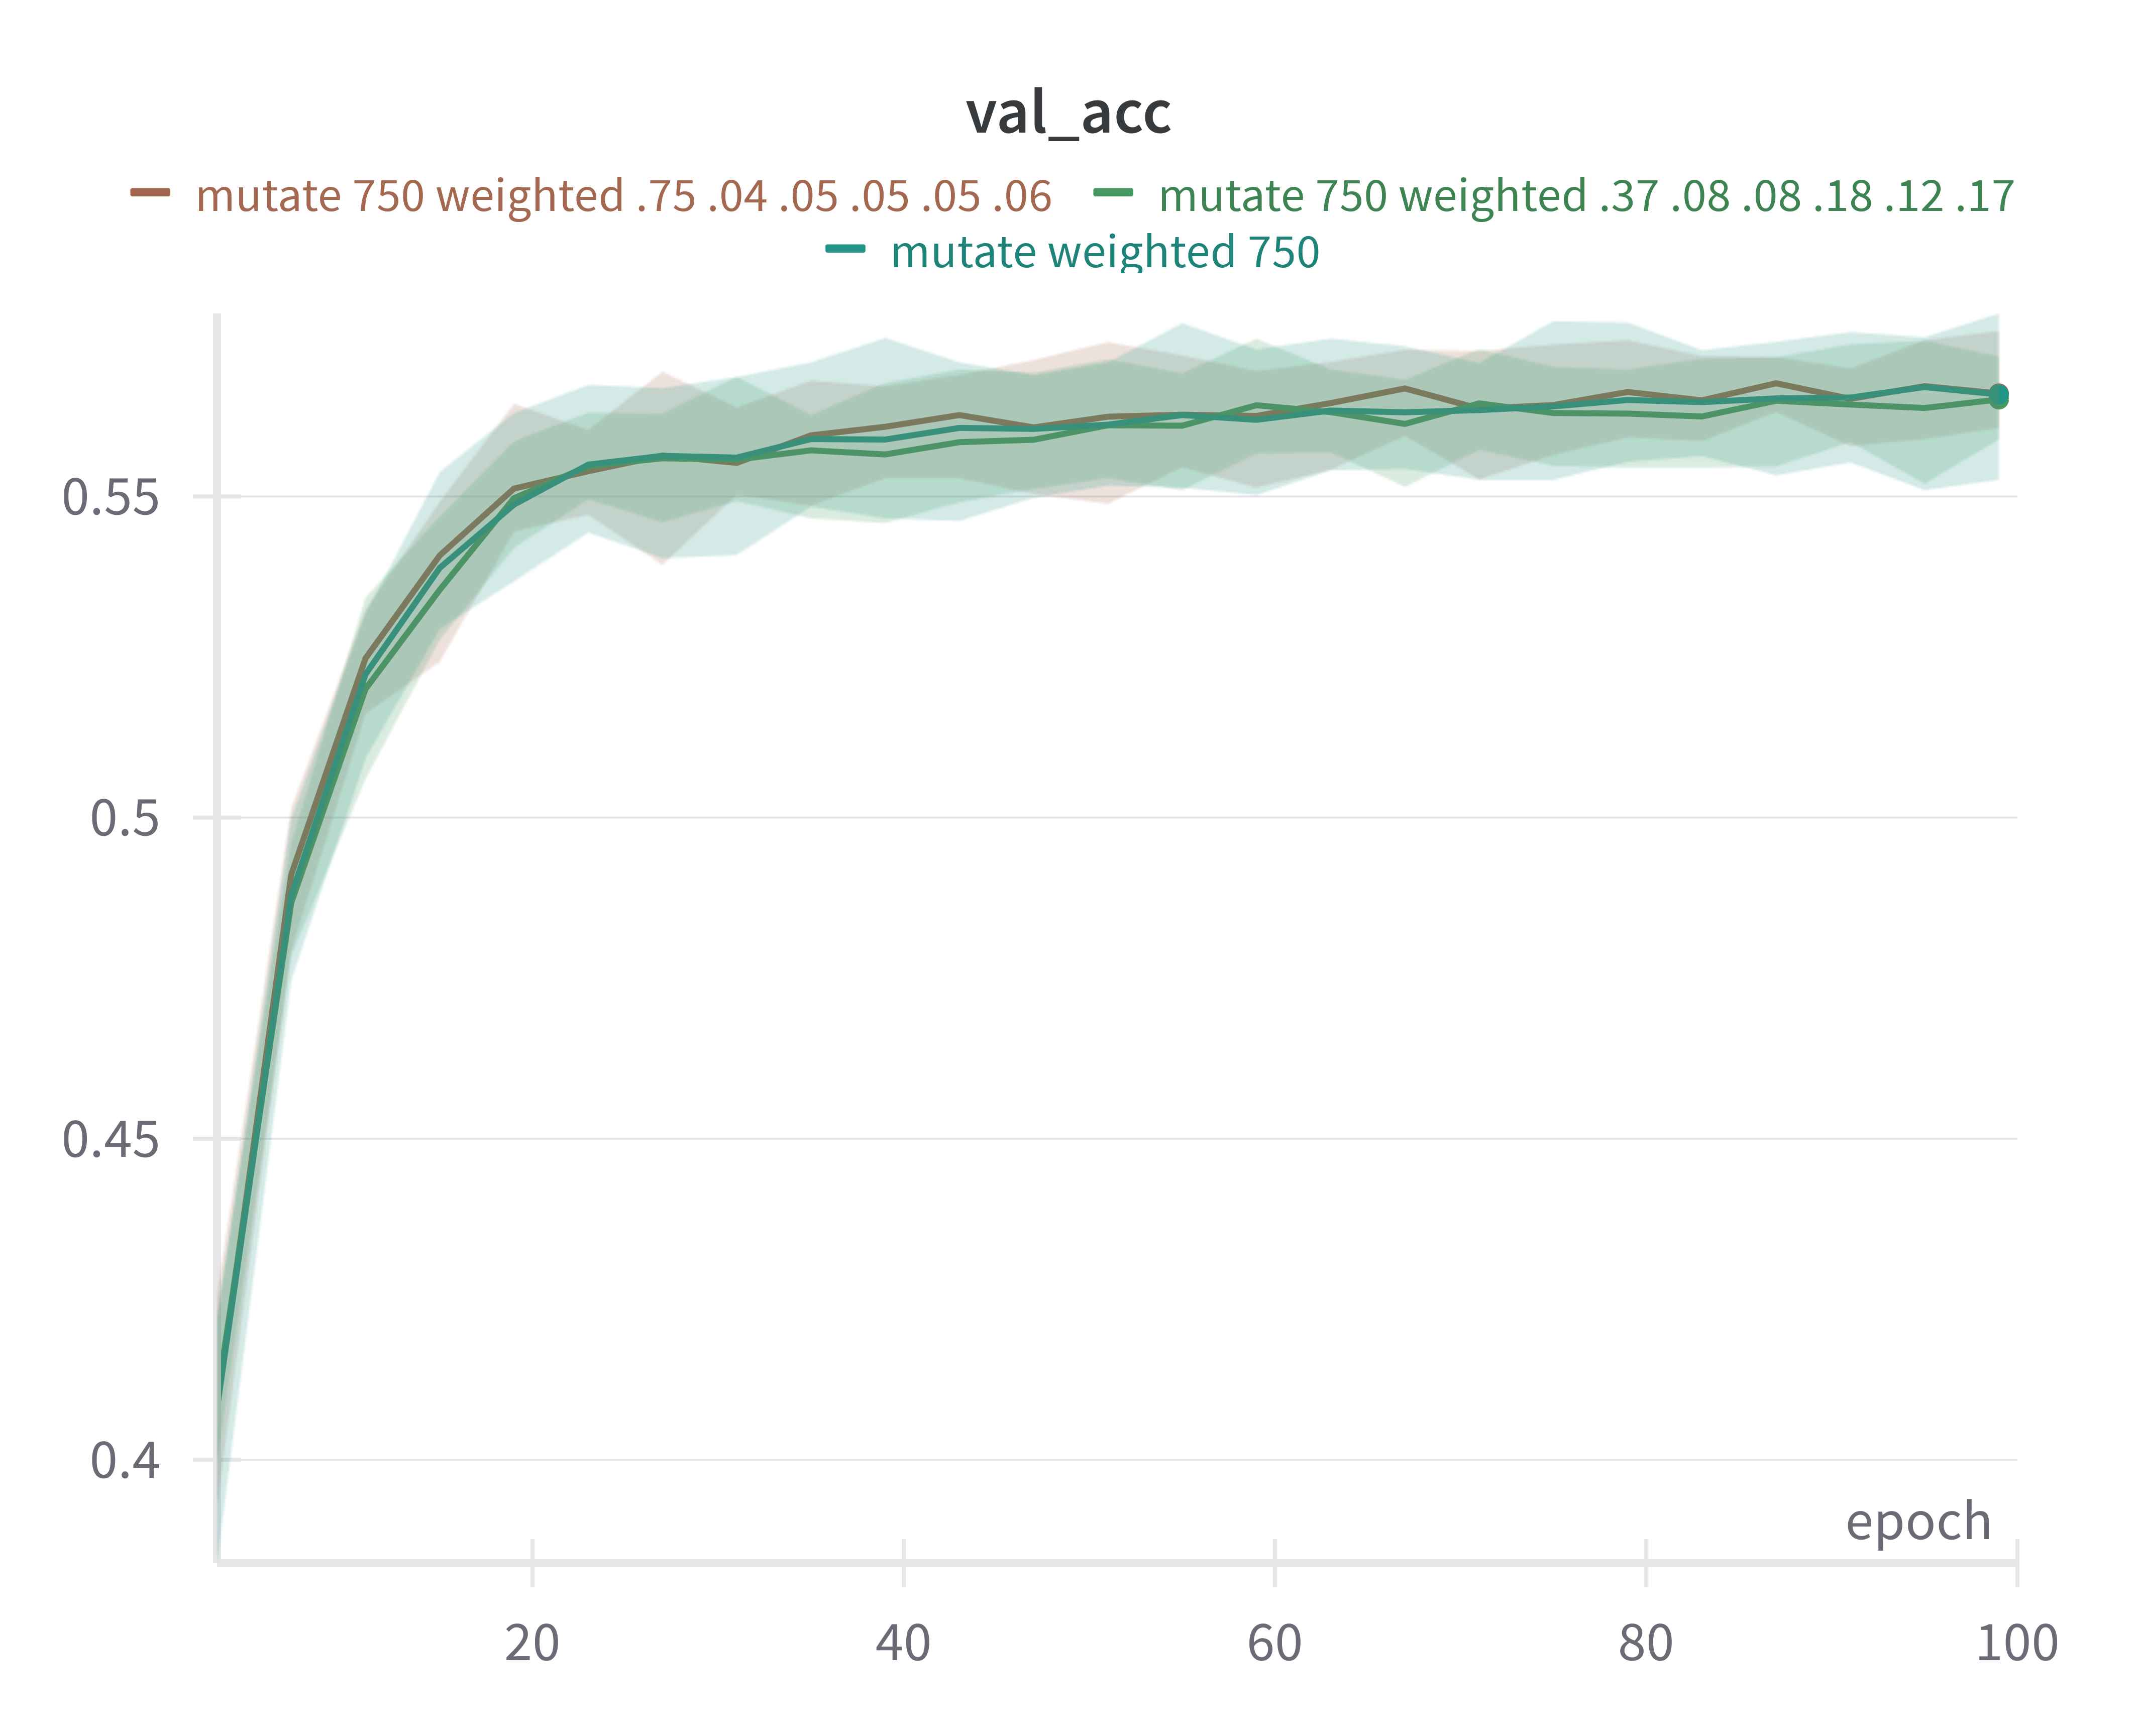 val_acc
mutate 750 weighted .75 .04 .05 .05 .05 .06 mutate 750 weighted .37 .08 .08 .18 .12 .17
mutate weighted 750
0.55
0.5
0.45
0.4
epoch
20 40 60 80 100